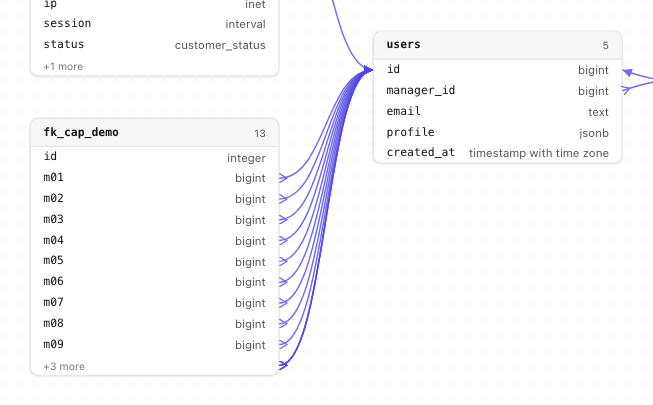 ip inet
session interval
status customer_status
+1 more
users 5
id bigint
manager_id bigint
email text
profile jsonb
created_at timestamp with time zone
fk_cap_demo 13
id integer
m01 bigint
m02 bigint
m03 bigint
m04 bigint
m05 bigint
m06 bigint
m07 bigint
m08 bigint
m09 bigint
+3 more